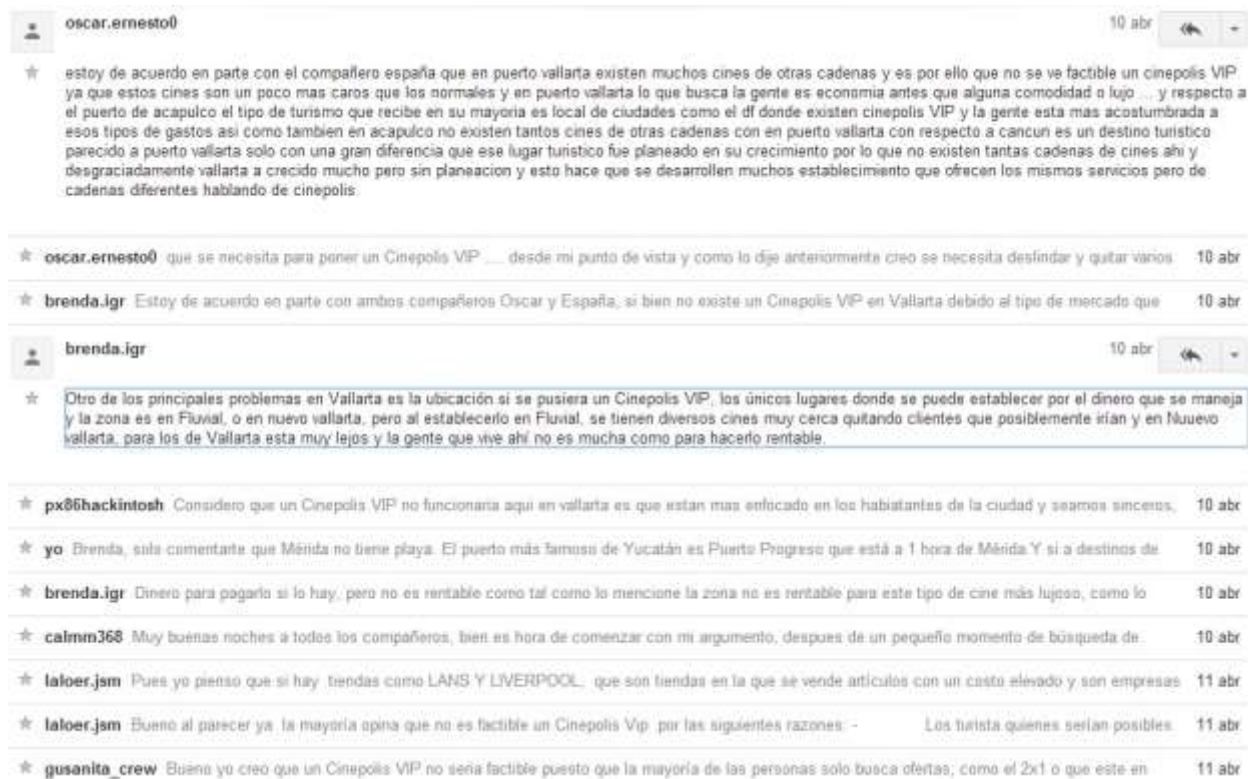 oscar.ernesto0
10 abr
estoy de acuerdo en parte con el compañero españa que en puerto vallarta existen muchos cines de otras cadenas y es por ello que no se ve factible un cinepolis VIP
ya que estos cines son un poco mas caros que los normales y en puerto vallarta lo que busca la gente es economia antes que alguna comodidad o lujo ... y respecto a
el puerto de acapulco el tipo de turismo que recibe en su mayoria es local de ciudades como el df donde existen cinepolis VIP y la gente esta mas acostumbrada a
esos tipos de gastos asi como tambien en acapulco no existen tantos cines de otras cadenas con en puerto vallarta con respecto a cancun es un destino turistico
parecido a puerto vallarta solo con una gran diferencia que ese lugar turistico fue planeado en su crecimiento por lo que no existen tantas cadenas de cines ahi y
desgraciadamente vallarta a crecido mucho pero sin planeacion y esto hace que se desarrollen muchos establecimiento que ofrecen los mismos servicios pero de
cadenas diferentes hablando de cinepolis
oscar.ernesto0 que se necesita para poner un Cinepolis VIP .... desde mi punto de vista y como lo dije anteriormente creo se necesita deslindar y quitar varios 10 abr
brenda.igr Estoy de acuerdo en parte con ambos compañeros Oscar y España, si bien no existe un Cinepolis VIP en Vallarta debido al tipo de mercado que 10 abr
brenda.igr
10 abr
Otro de los principales problemas en Vallarta es la ubicación si se pusiera un Cinepolis VIP, los únicos lugares donde se puede establecer por el dinero que se maneja
y la zona es en Fluvial, o en nuevo vallarta, pero al establecerlo en Fluvial, se tienen diversos cines muy cerca quitando clientes que posiblemente irían y en Nuuevo
vallarta, para los de Vallarta esta muy lejos y la gente que vive ahí no es mucha como para hacerlo rentable.
px86hackintosh Considero que un Cinepolis VIP no funcionaria aqui en vallarta es que estan mas enfocado en los habiatantes de la ciudad y seamos sinceros, 10 abr
yo Brenda, solo comentarte que Mérida no tiene playa. El puerto más famoso de Yucatán es Puerto Progreso que está a 1 hora de Mérida.Y si a destinos de 10 abr
brenda.igr Dinero para pagarlo si lo hay, pero no es rentable como tal como lo mencione la zona no es rentable para este tipo de cine más lujoso, como lo 10 abr
calmm368 Muy buenas noches a todos los compañeros, bien es hora de comenzar con mi argumento, despues de un pequeño momento de búsqueda de 10 abr
laloer.jsm Pues yo pienso que si hay tiendas como LANS Y LIVERPOOL, que son tiendas en la que se vende artículos con un costo elevado y son empresas 11 abr
laloer.jsm Bueno al parecer ya la mayoría opina que no es factible un Cinepolis Vip por las siguientes razones: - Los turista quienes serían posibles 11 abr
gusanita_crew Bueno yo creo que un Cinepolis VIP no seria factible puesto que la mayoría de las personas solo busca ofertas; como el 2x1 o que este en 11 abr